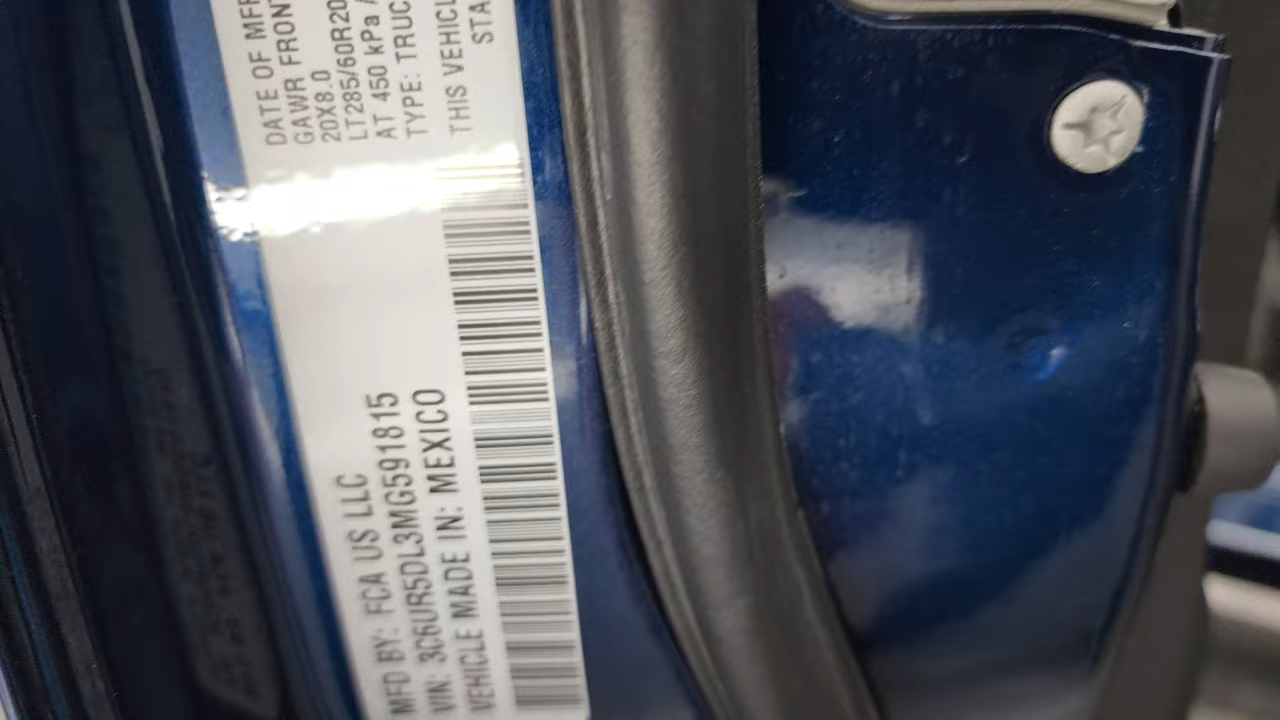 MFD BY: FCA US LLC
VIN: 3C6UR5DL3MG591815
VEHICLE MADE IN: MEXICO
DATE OF MFR
GAWR FRONT
20X8.0
LT285/60R20
AT 450 kPa /
TYPE: TRUC
THIS VEHICL
STA